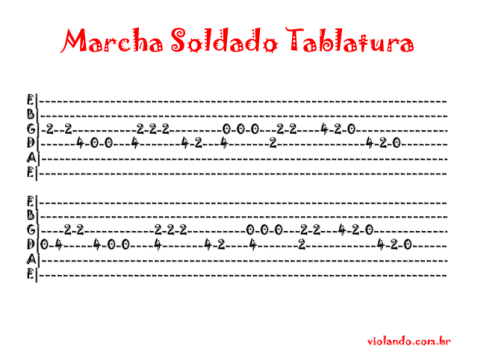 Marcha Soldado Tablatura
E|--------------------------------------------------------------------
B|--------------------------------------------------------------------
G|-2--2-----------2-2-2---------0-0-0---2-2----4-2-0---------------
D|------4-0-0---4-------4-2---4-------2---------------4-2-0-------
A|--------------------------------------------------------------------
E|--------------------------------------------------------------------
E|--------------------------------------------------------------------
B|--------------------------------------------------------------------
G|----2-2------------2-2-2----------0-0-0---2-2---4-2-0-----------
D|0-4-----4-0-0----4-------4-2----4-------2------------4-2-0-----
A|--------------------------------------------------------------------
E|--------------------------------------------------------------------
violando.com.br